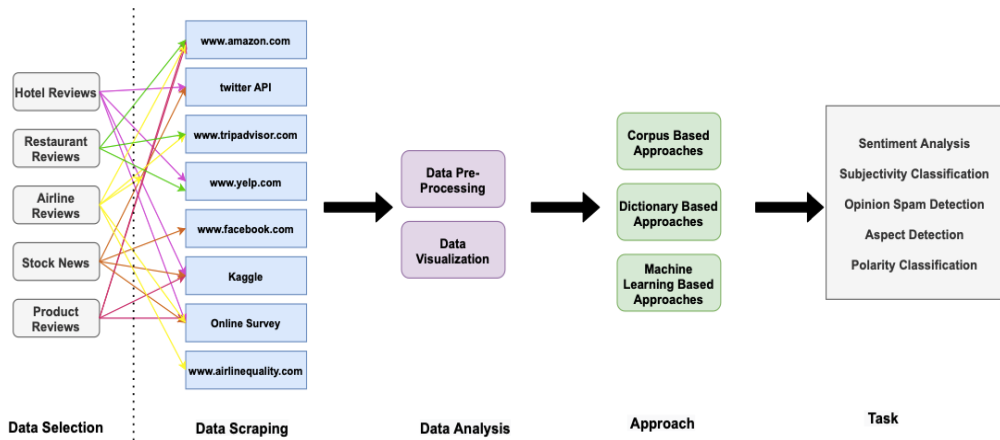 Hotel Reviews
Restaurant
Reviews
Airline
Reviews
Stock News
Product
Reviews
Data Selection
www.amazon.com
twitter API
www.tripadvisor.com
www.yelp.com
www.facebook.com
Kaggle
Online Survey
www.airlinequality.com
Data Scraping
Data Pre-
Processing
Data
Visualization
Data Analysis
Corpus Based
Approaches
Dictionary Based
Approaches
Machine
Learning Based
Approaches
Approach
Sentiment Analysis
Subjectivity Classification
Opinion Spam Detection
Aspect Detection
Polarity Classification
Task